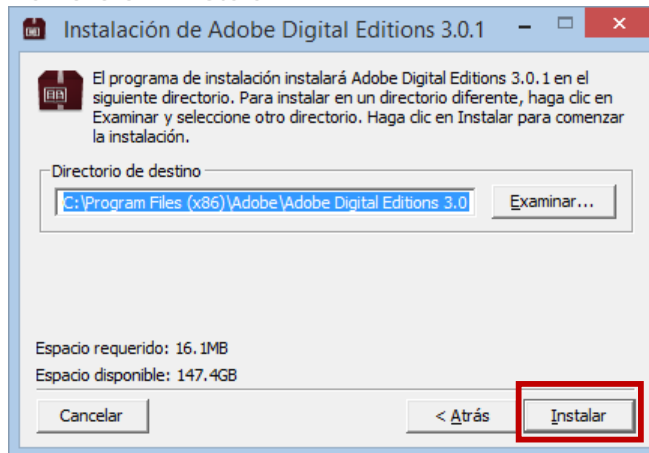 Instalación de Adobe Digital Editions 3.0.1
El programa de instalación instalará Adobe Digital Editions 3.0.1 en el
siguiente directorio. Para instalar en un directorio diferente, haga clic en
Examinar y seleccione otro directorio. Haga clic en Instalar para comenzar
la instalación.
Directorio de destino
C:\Program Files (x86)\Adobe\Adobe Digital Editions 3.0
Examinar...
Espacio requerido: 16.1MB
Espacio disponible: 147.4GB
Cancelar
< Atrás
Instalar